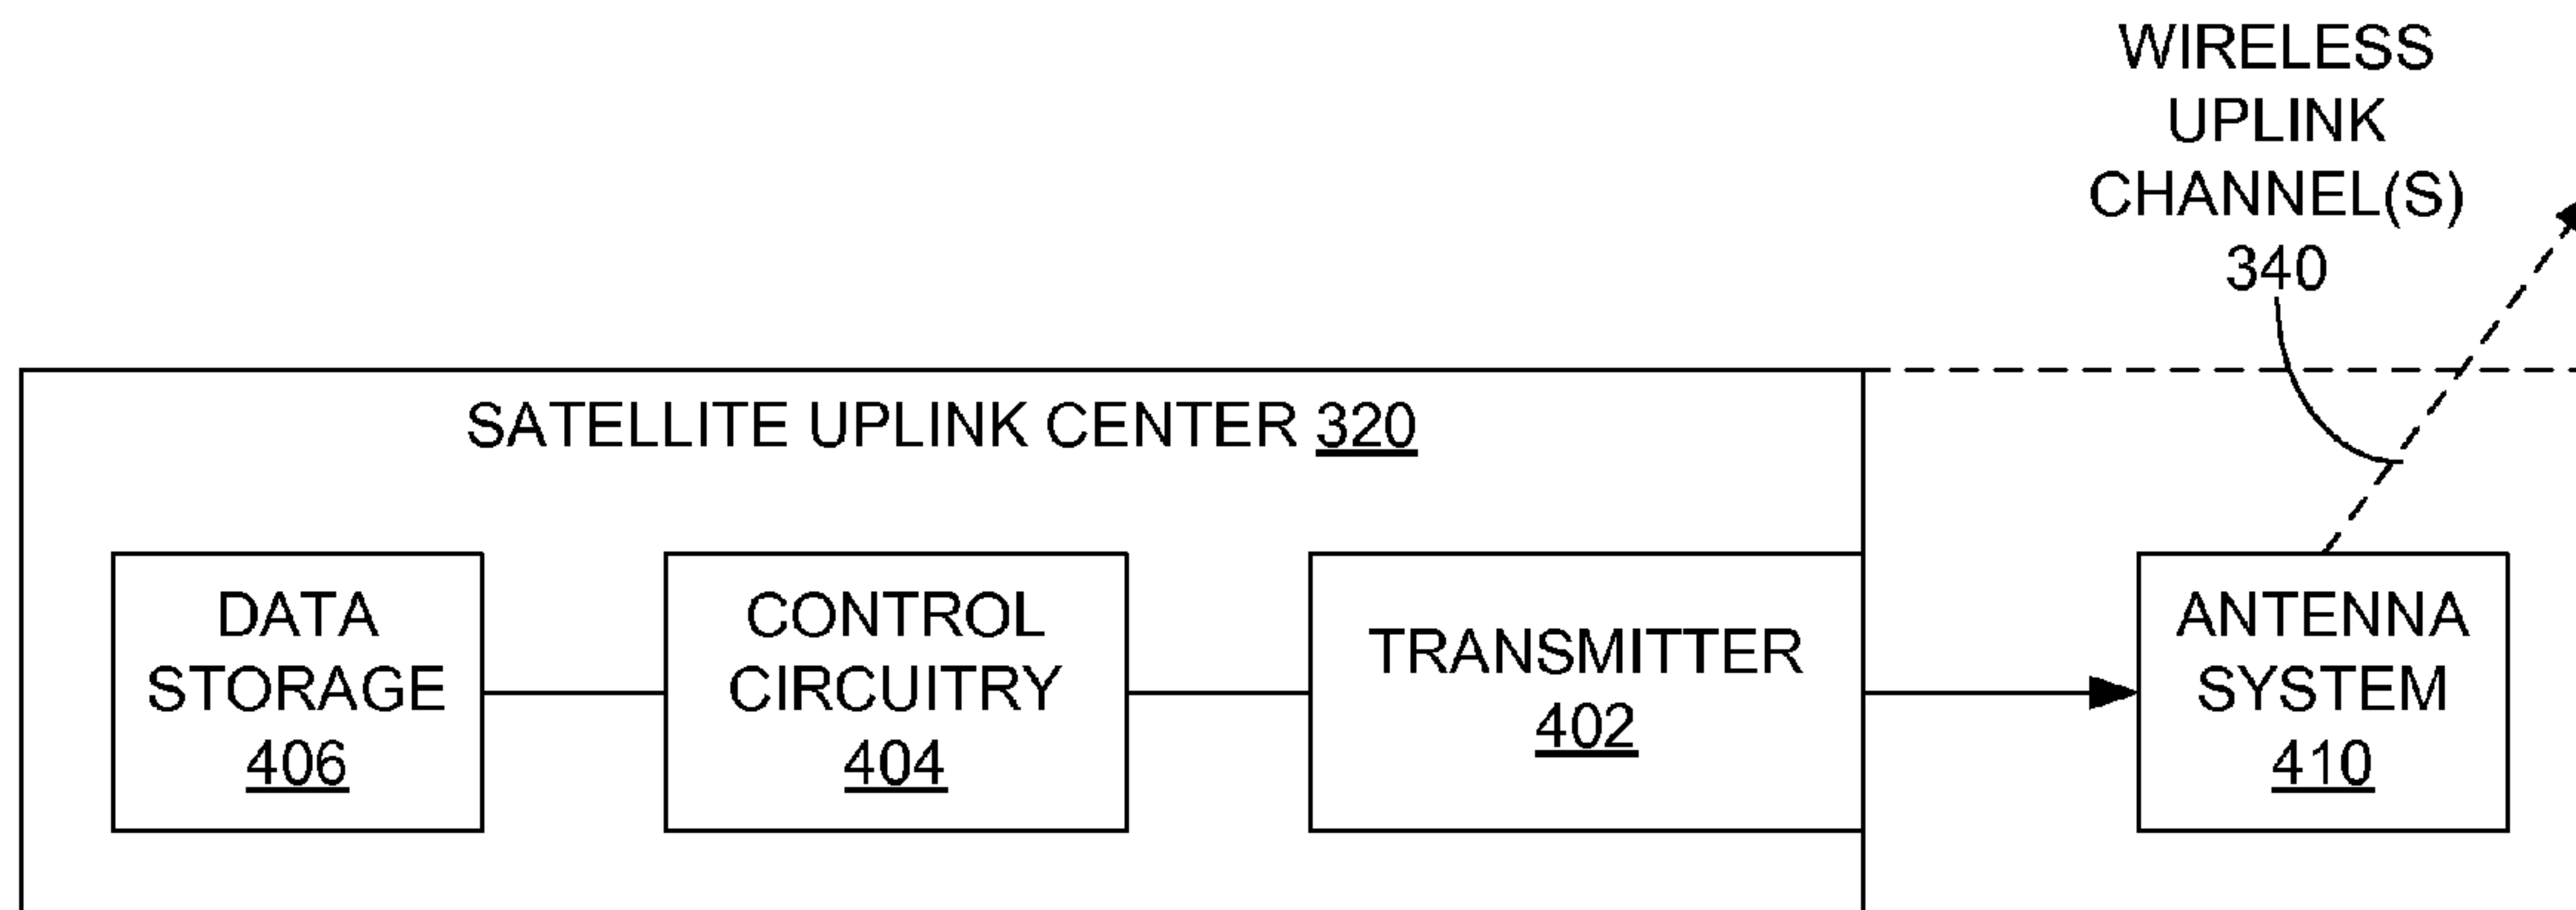 WIRELESS
UPLINK
CHANNEL(S)
340
SATELLITE UPLINK CENTER 320
DATA
STORAGE
406
CONTROL
CIRCUITRY
404
TRANSMITTER
402
ANTENNA
SYSTEM
410